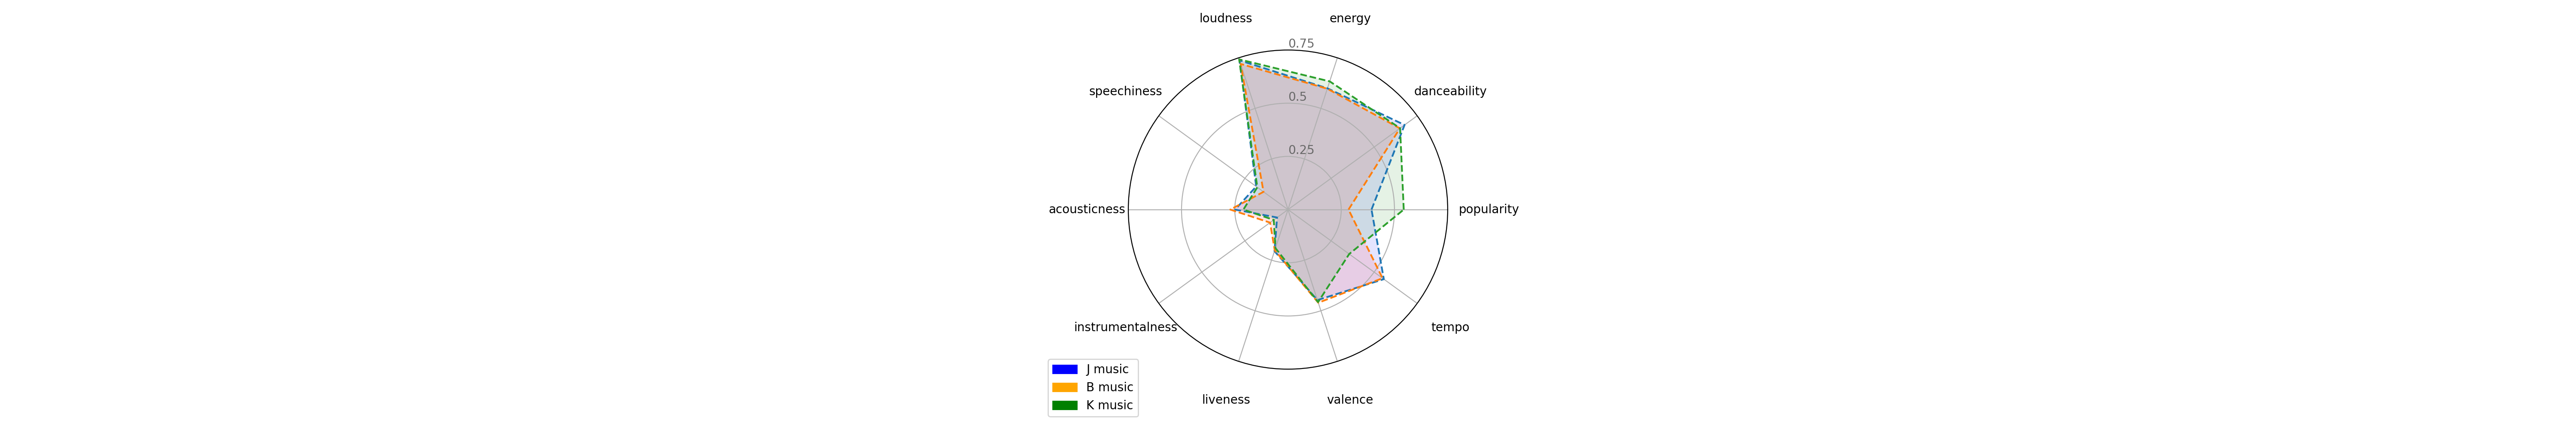 loudness
energy
0.75
speechiness
0.5
danceability
0.25
acousticness
popularity
instrumentalness
tempo
liveness
valence
J music
B music
K music